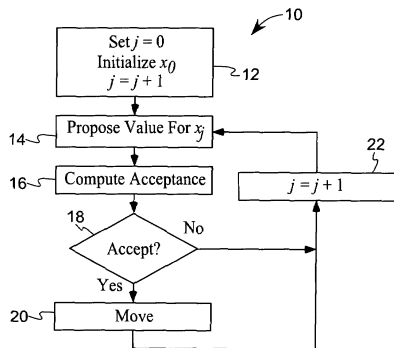 10
Set j = 0
Initialize x0
j = j + 1
12
14
Propose Value For xj
16
Compute Acceptance
22
j = j + 1
18
Accept?
No
Yes
20
Move